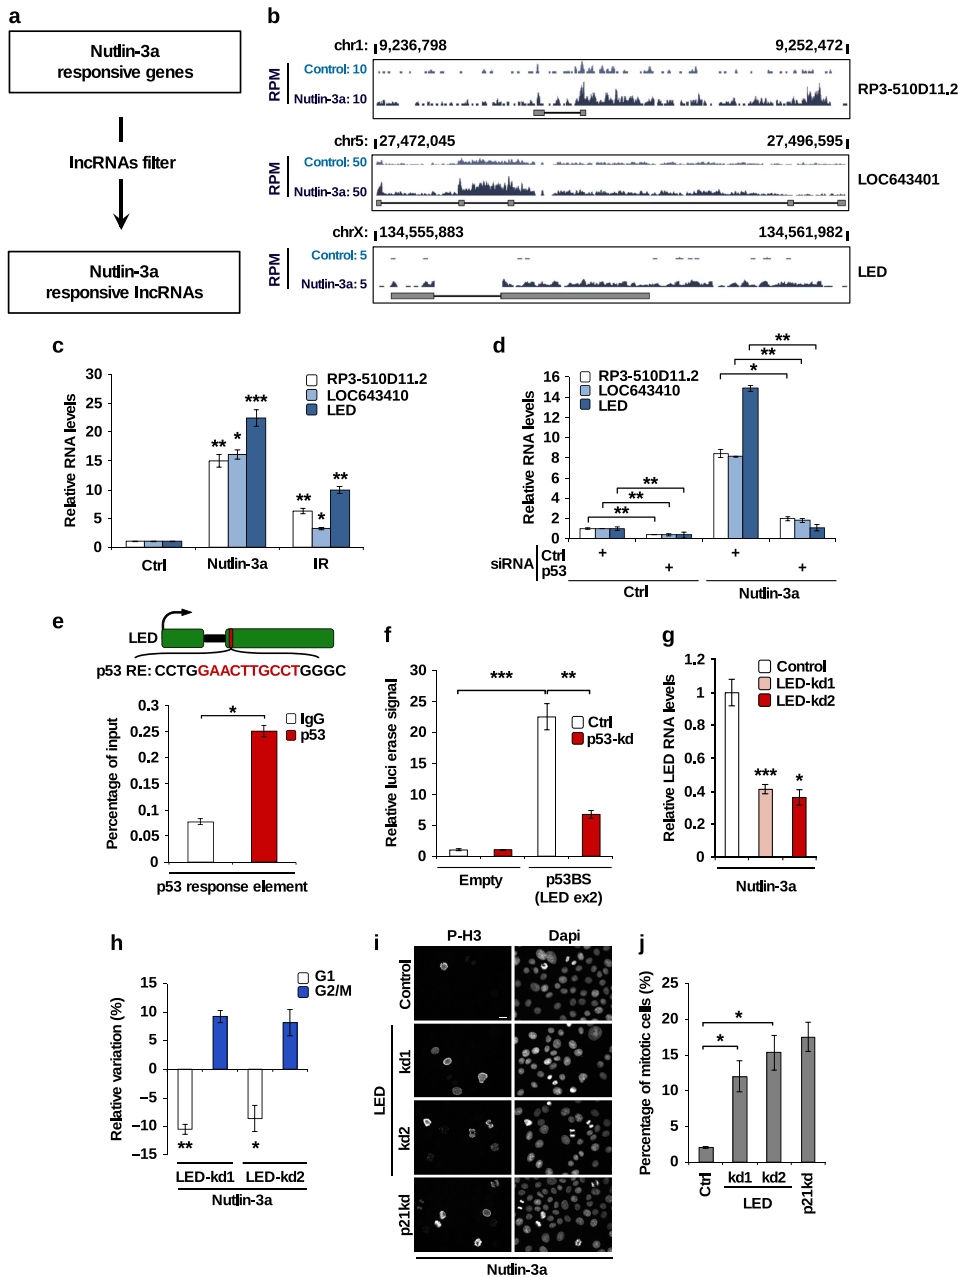 a
Nutlin-3a
responsive genes
lncRNAs filter
Nutlin-3a
responsive lncRNAs
b
chr1: 9,236,798 9,252,472
RPM
Control: 10
Nutlin-3a: 10
RP3-510D11.2
chr5: 27,472,045 27,496,595
RPM
Control: 50
Nutlin-3a: 50
LOC643401
chrX: 134,555,883 134,561,982
RPM
Control: 5
Nutlin-3a: 5
LED
c
Relative RNA levels
35
30
25
20
15
10
5
0
RP3-510D11.2
LOC643410
LED
** * ***
** * **
Ctrl Nutlin-3a IR
d
Relative RNA levels
16
14
12
10
8
6
4
2
0
RP3-510D11.2
LOC643410
LED
**
**
**
**
**
*
siRNA
Ctrl + +
p53 + +
Ctrl Nutlin-3a
e
LED
p53 RE: CCTGGAACTTGCCTGGGC
Percentage of input
0.3
0.25
0.2
0.15
0.1
0.05
0
*
IgG
p53
p53 response element
f
Relative luci erase signal
30
25
20
15
10
5
0
*** **
Ctrl
p53-kd
Empty p53BS
(LED ex2)
g
Relative LED RNA levels
1.2
1
0.8
0.6
0.4
0.2
0
Control
LED-kd1
LED-kd2
*** *
Nutlin-3a
h
Relative variation (%)
15
10
5
0
−5
−10
−15
G1
G2/M
** *
LED-kd1 LED-kd2
Nutlin-3a
i
P-H3 Dapi
Control
LED
kd1
kd2
p21kd
Nutlin-3a
j
Percentage of mitotic cells (%)
25
20
15
10
5
0
*
*
Ctrl kd1 kd2 p21kd
LED